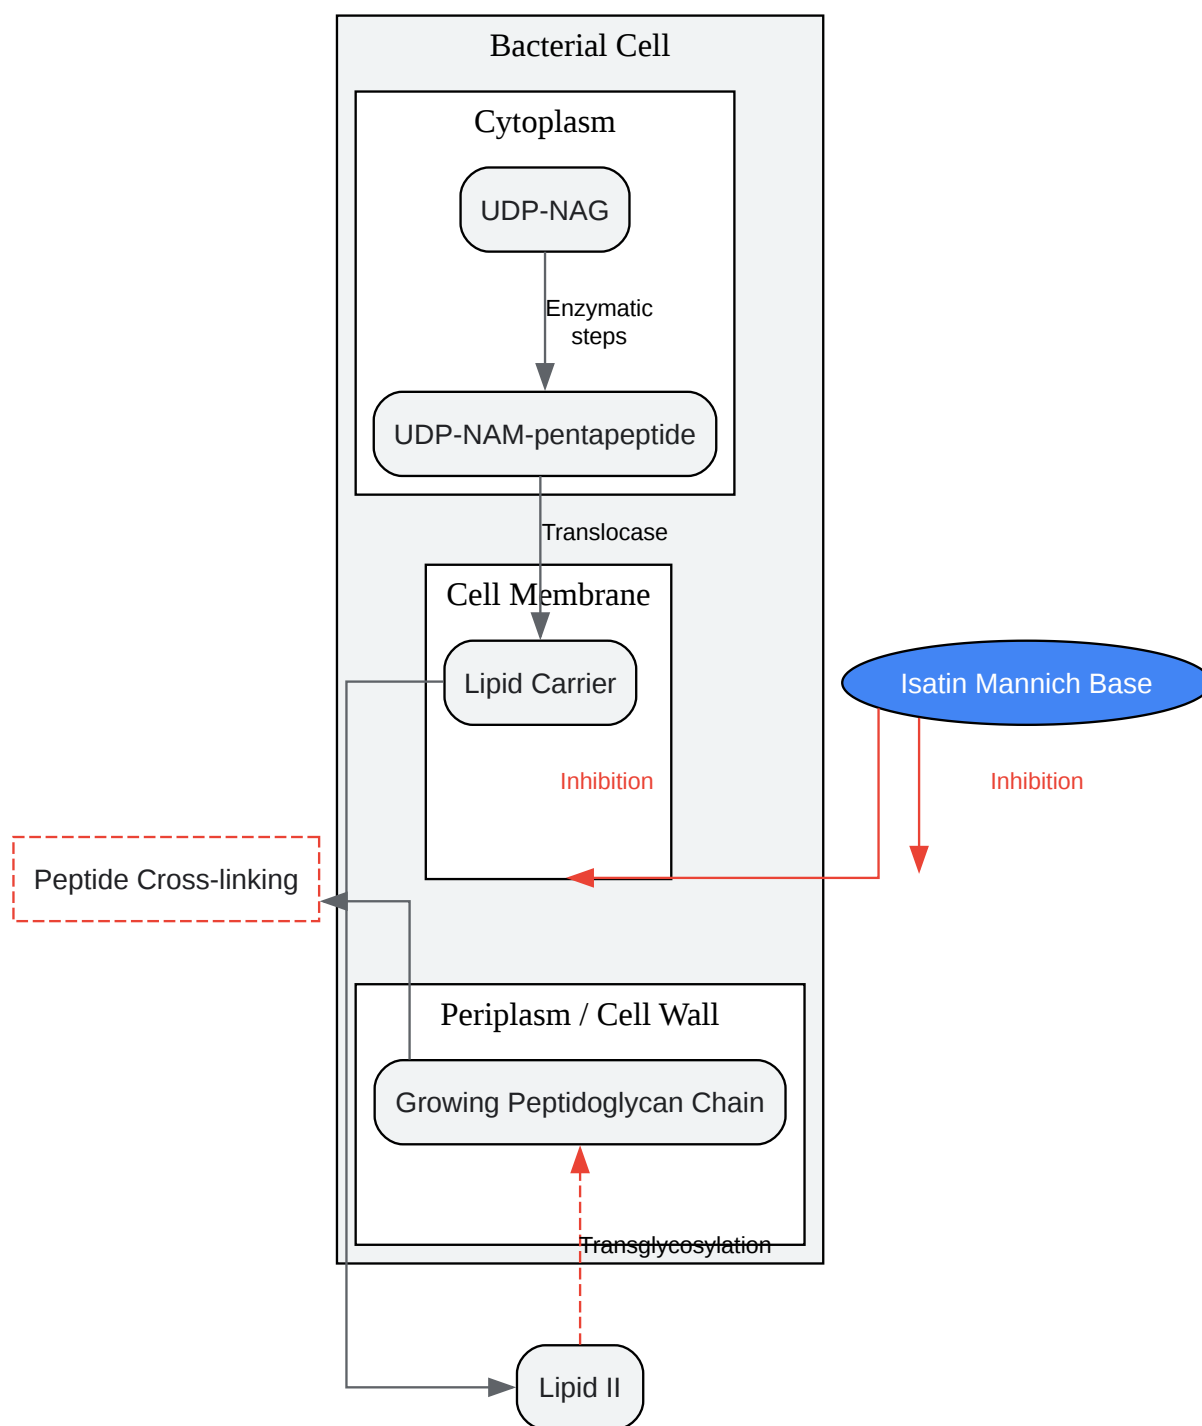 Bacterial Cell
Cytoplasm
UDP-NAG
Enzymatic
steps
UDP-NAM-pentapeptide
Translocase
Cell Membrane
Lipid Carrier
Isatin Mannich Base
Inhibition
Inhibition
Peptide Cross-linking
Periplasm / Cell Wall
Growing Peptidoglycan Chain
Transglycosylation
Lipid II